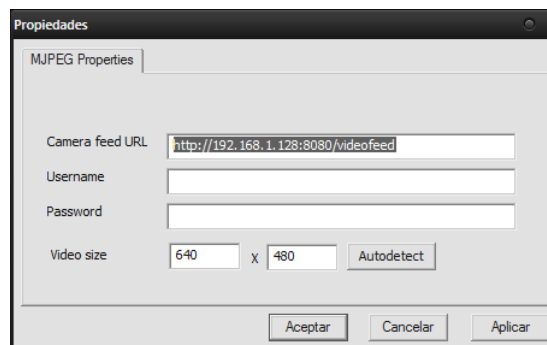 Propiedades
MJPEG Properties
Camera feed URL http://192.168.1.128:8080/videofeed
Username
Password
Video size 640 x 480 Autodetect
Aceptar Cancelar Aplicar